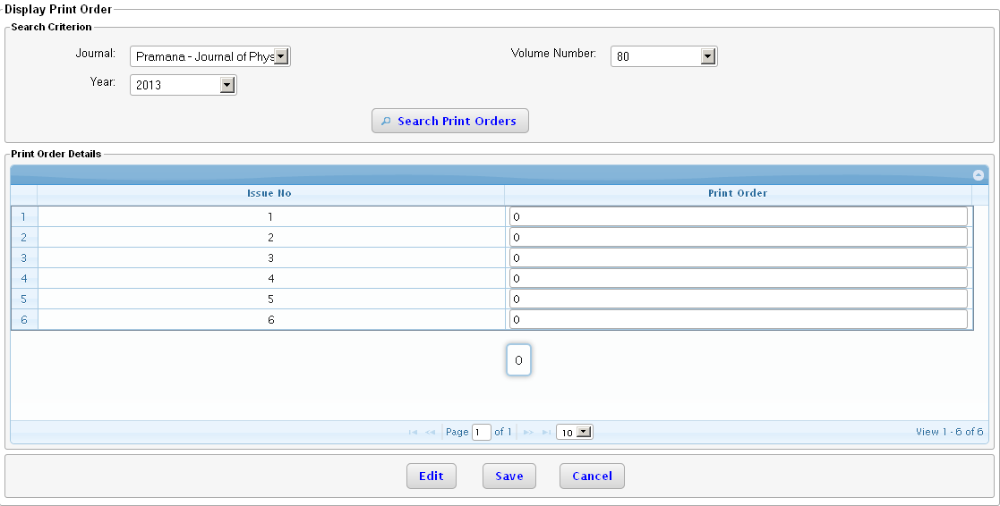 Display Print Order
Search Criterion
Journal: Pramana - Journal of Phys Volume Number: 80
Year: 2013
Search Print Orders
Print Order Details
Issue No Print Order
1 1 0
2 2 0
3 3 0
4 4 0
5 5 0
6 6 0
0
Page 1 of 1 10 View 1 - 6 of 6
Edit Save Cancel